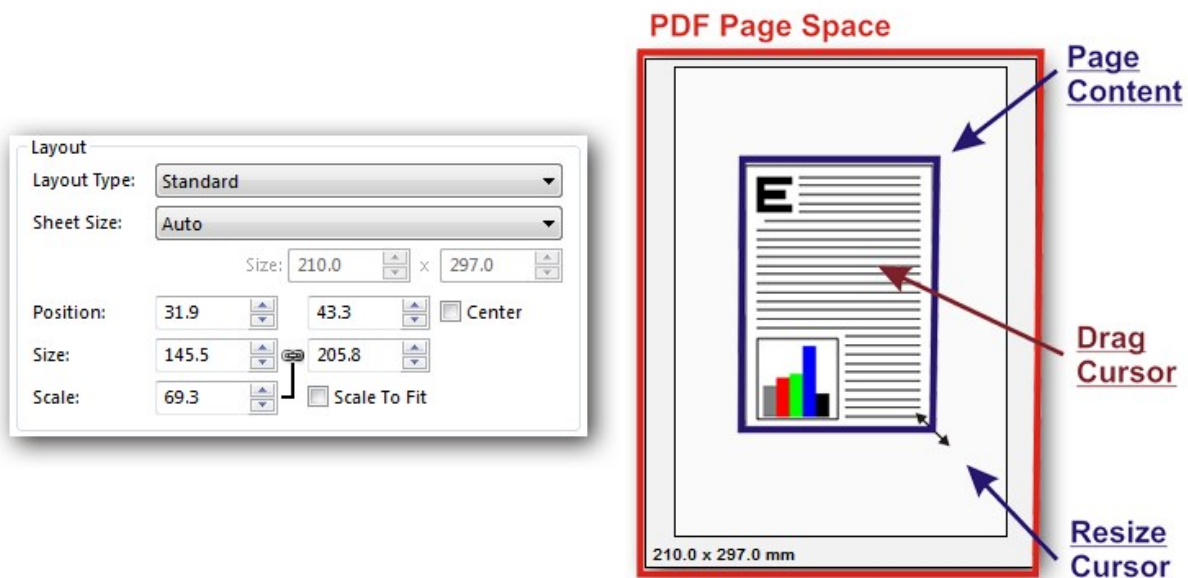 Layout
Layout Type: Standard
Sheet Size: Auto
Size: 210.0 x 297.0
Position: 31.9 43.3 Center
Size: 145.5 205.8
Scale: 69.3 Scale To Fit
PDF Page Space
Page
Content
E
Drag
Cursor
210.0 x 297.0 mm
Resize
Cursor